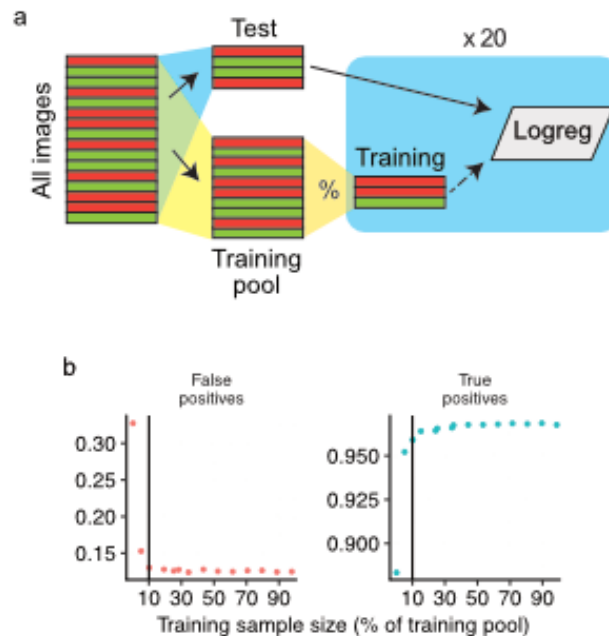 a
Test
x 20
All images
Logreg
Training
%
Training
pool
b
False
positives
True
positives
0.30
0.25
0.20
0.15
0.950
0.925
0.900
10 30 50 70 90
10 30 50 70 90
Training sample size (% of training pool)